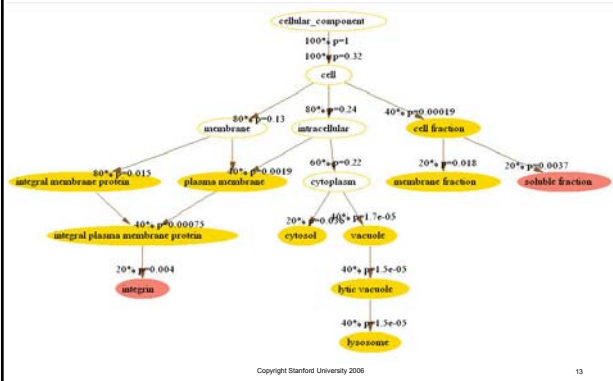 cellular_component
100% p=1
100% p=0.32
cell
80% p=0.13
80% p=0.24
40% p=0.00019
membrane
intracellular
cell fraction
80% p=0.015
40% p=0.0019
60% p=0.22
20% p=0.018
20% p=0.0037
integral membrane protein
plasma membrane
cytoplasm
membrane fraction
soluble fraction
40% p=0.00075
20%
40% p=1.7e-05
integral plasma membrane protein
cytosol
vacuole
20% p=0.004
40% p=1.5e-05
integrin
lytic vacuole
40% p=1.5e-05
lysosome
Copyright Stanford University 2006
13